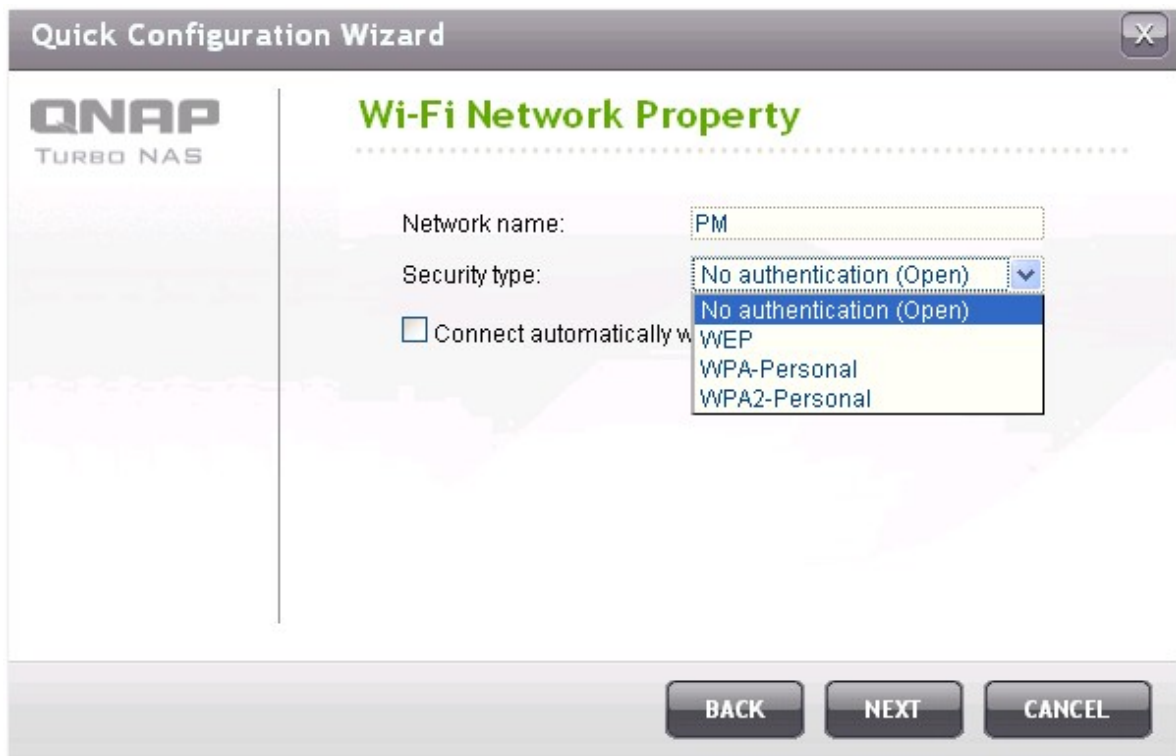 Quick Configuration Wizard
X
QNAP
TURBO NAS
Wi-Fi Network Property
Network name:
PM
Security type:
No authentication (Open)
No authentication (Open)
WEP
WPA-Personal
WPA2-Personal
Connect automatically
BACK
NEXT
CANCEL